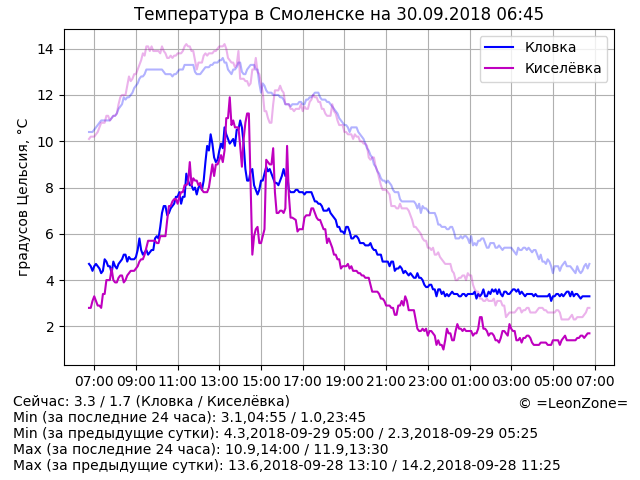 Температура в Смоленске на 30.09.2018 06:45
градусов Цельсия, °C
14
12
10
8
6
4
2
Кловка
Киселёвка
07:00 09:00 11:00 13:00 15:00 17:00 19:00 21:00 23:00 01:00 03:00 05:00 07:00
© =LeonZone=
Сейчас: 3.3 / 1.7 (Кловка / Киселёвка)
Min (за последние 24 часа): 3.1,04:55 / 1.0,23:45
Min (за предыдущие сутки): 4.3,2018-09-29 05:00 / 2.3,2018-09-29 05:25
Max (за последние 24 часа): 10.9,14:00 / 11.9,13:30
Max (за предыдущие сутки): 13.6,2018-09-28 13:10 / 14.2,2018-09-28 11:25